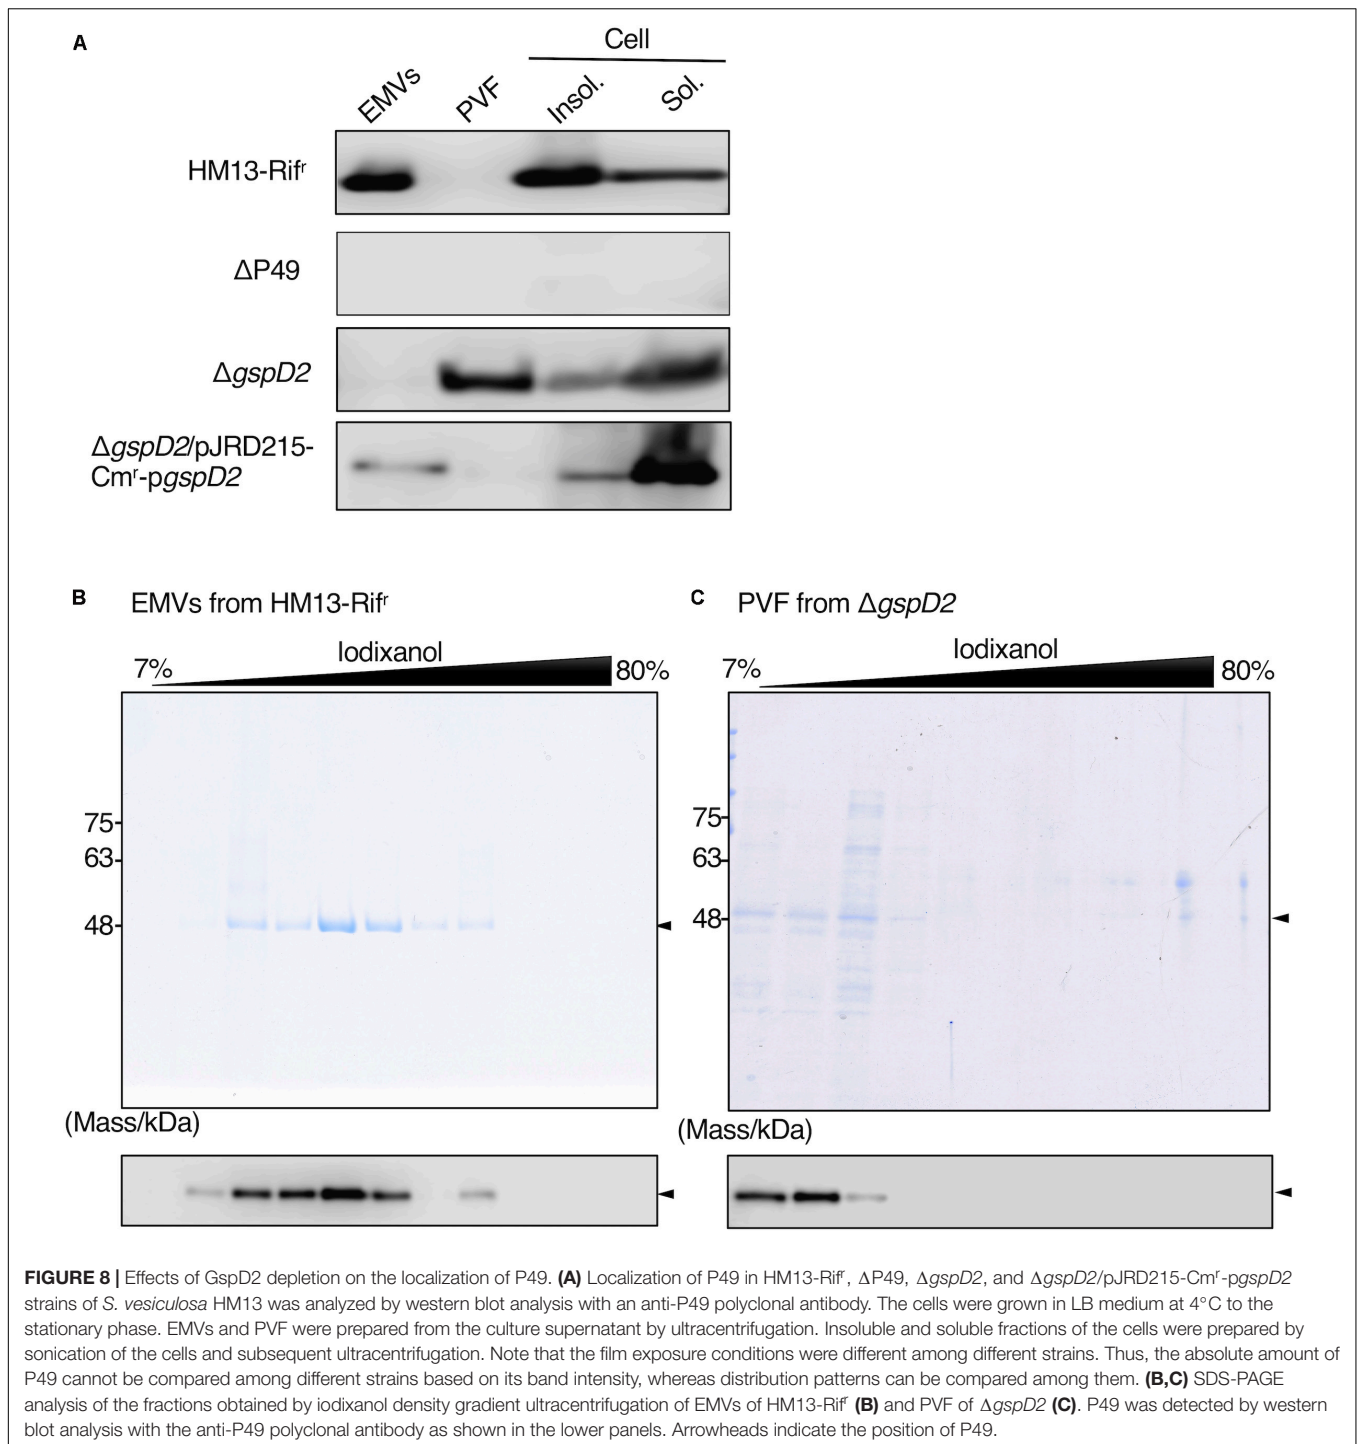 A
Cell
EMVs PVF Insol. Sol.
HM13-Rifʳ
ΔP49
ΔgspD2
ΔgspD2/pJRD215-
Cmʳ-pgspD2
B EMVs from HM13-Rifʳ
Iodixanol
7% 80%
75-
63-
48-
(Mass/kDa)
C PVF from ΔgspD2
Iodixanol
7% 80%
75-
63-
48-
(Mass/kDa)
FIGURE 8 | Effects of GspD2 depletion on the localization of P49. (A) Localization of P49 in HM13-Rifʳ, ΔP49, ΔgspD2, and ΔgspD2/pJRD215-Cmʳ-pgspD2
strains of S. vesiculosa HM13 was analyzed by western blot analysis with an anti-P49 polyclonal antibody. The cells were grown in LB medium at 4°C to the
stationary phase. EMVs and PVF were prepared from the culture supernatant by ultracentrifugation. Insoluble and soluble fractions of the cells were prepared by
sonication of the cells and subsequent ultracentrifugation. Note that the film exposure conditions were different among different strains. Thus, the absolute amount of
P49 cannot be compared among different strains based on its band intensity, whereas distribution patterns can be compared among them. (B,C) SDS-PAGE
analysis of the fractions obtained by iodixanol density gradient ultracentrifugation of EMVs of HM13-Rifʳ (B) and PVF of ΔgspD2 (C). P49 was detected by western
blot analysis with the anti-P49 polyclonal antibody as shown in the lower panels. Arrowheads indicate the position of P49.